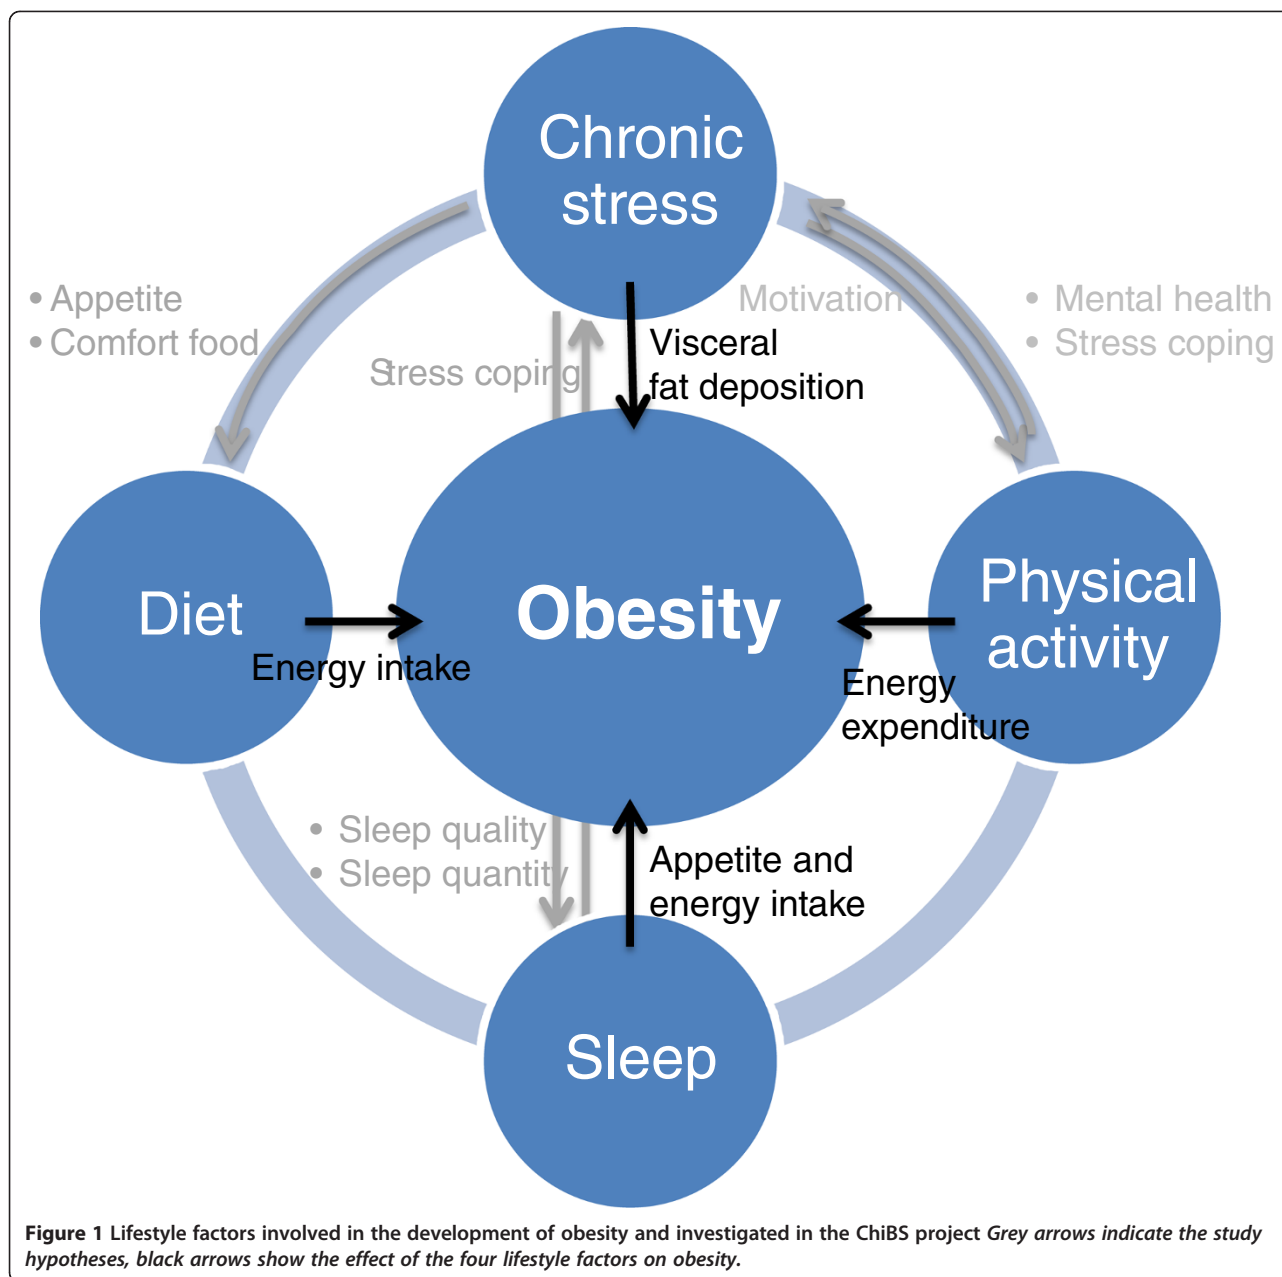 Chronic
stress
• Appetite
• Comfort food
Stress coping
Motivation
• Mental health
• Stress coping
Visceral
fat deposition
Diet
Energy intake
Obesity
Physical
activity
Energy
expenditure
• Sleep quality
• Sleep quantity
Appetite and
energy intake
Sleep
Figure 1 Lifestyle factors involved in the development of obesity and investigated in the ChiBS project Grey arrows indicate the study
hypotheses, black arrows show the effect of the four lifestyle factors on obesity.